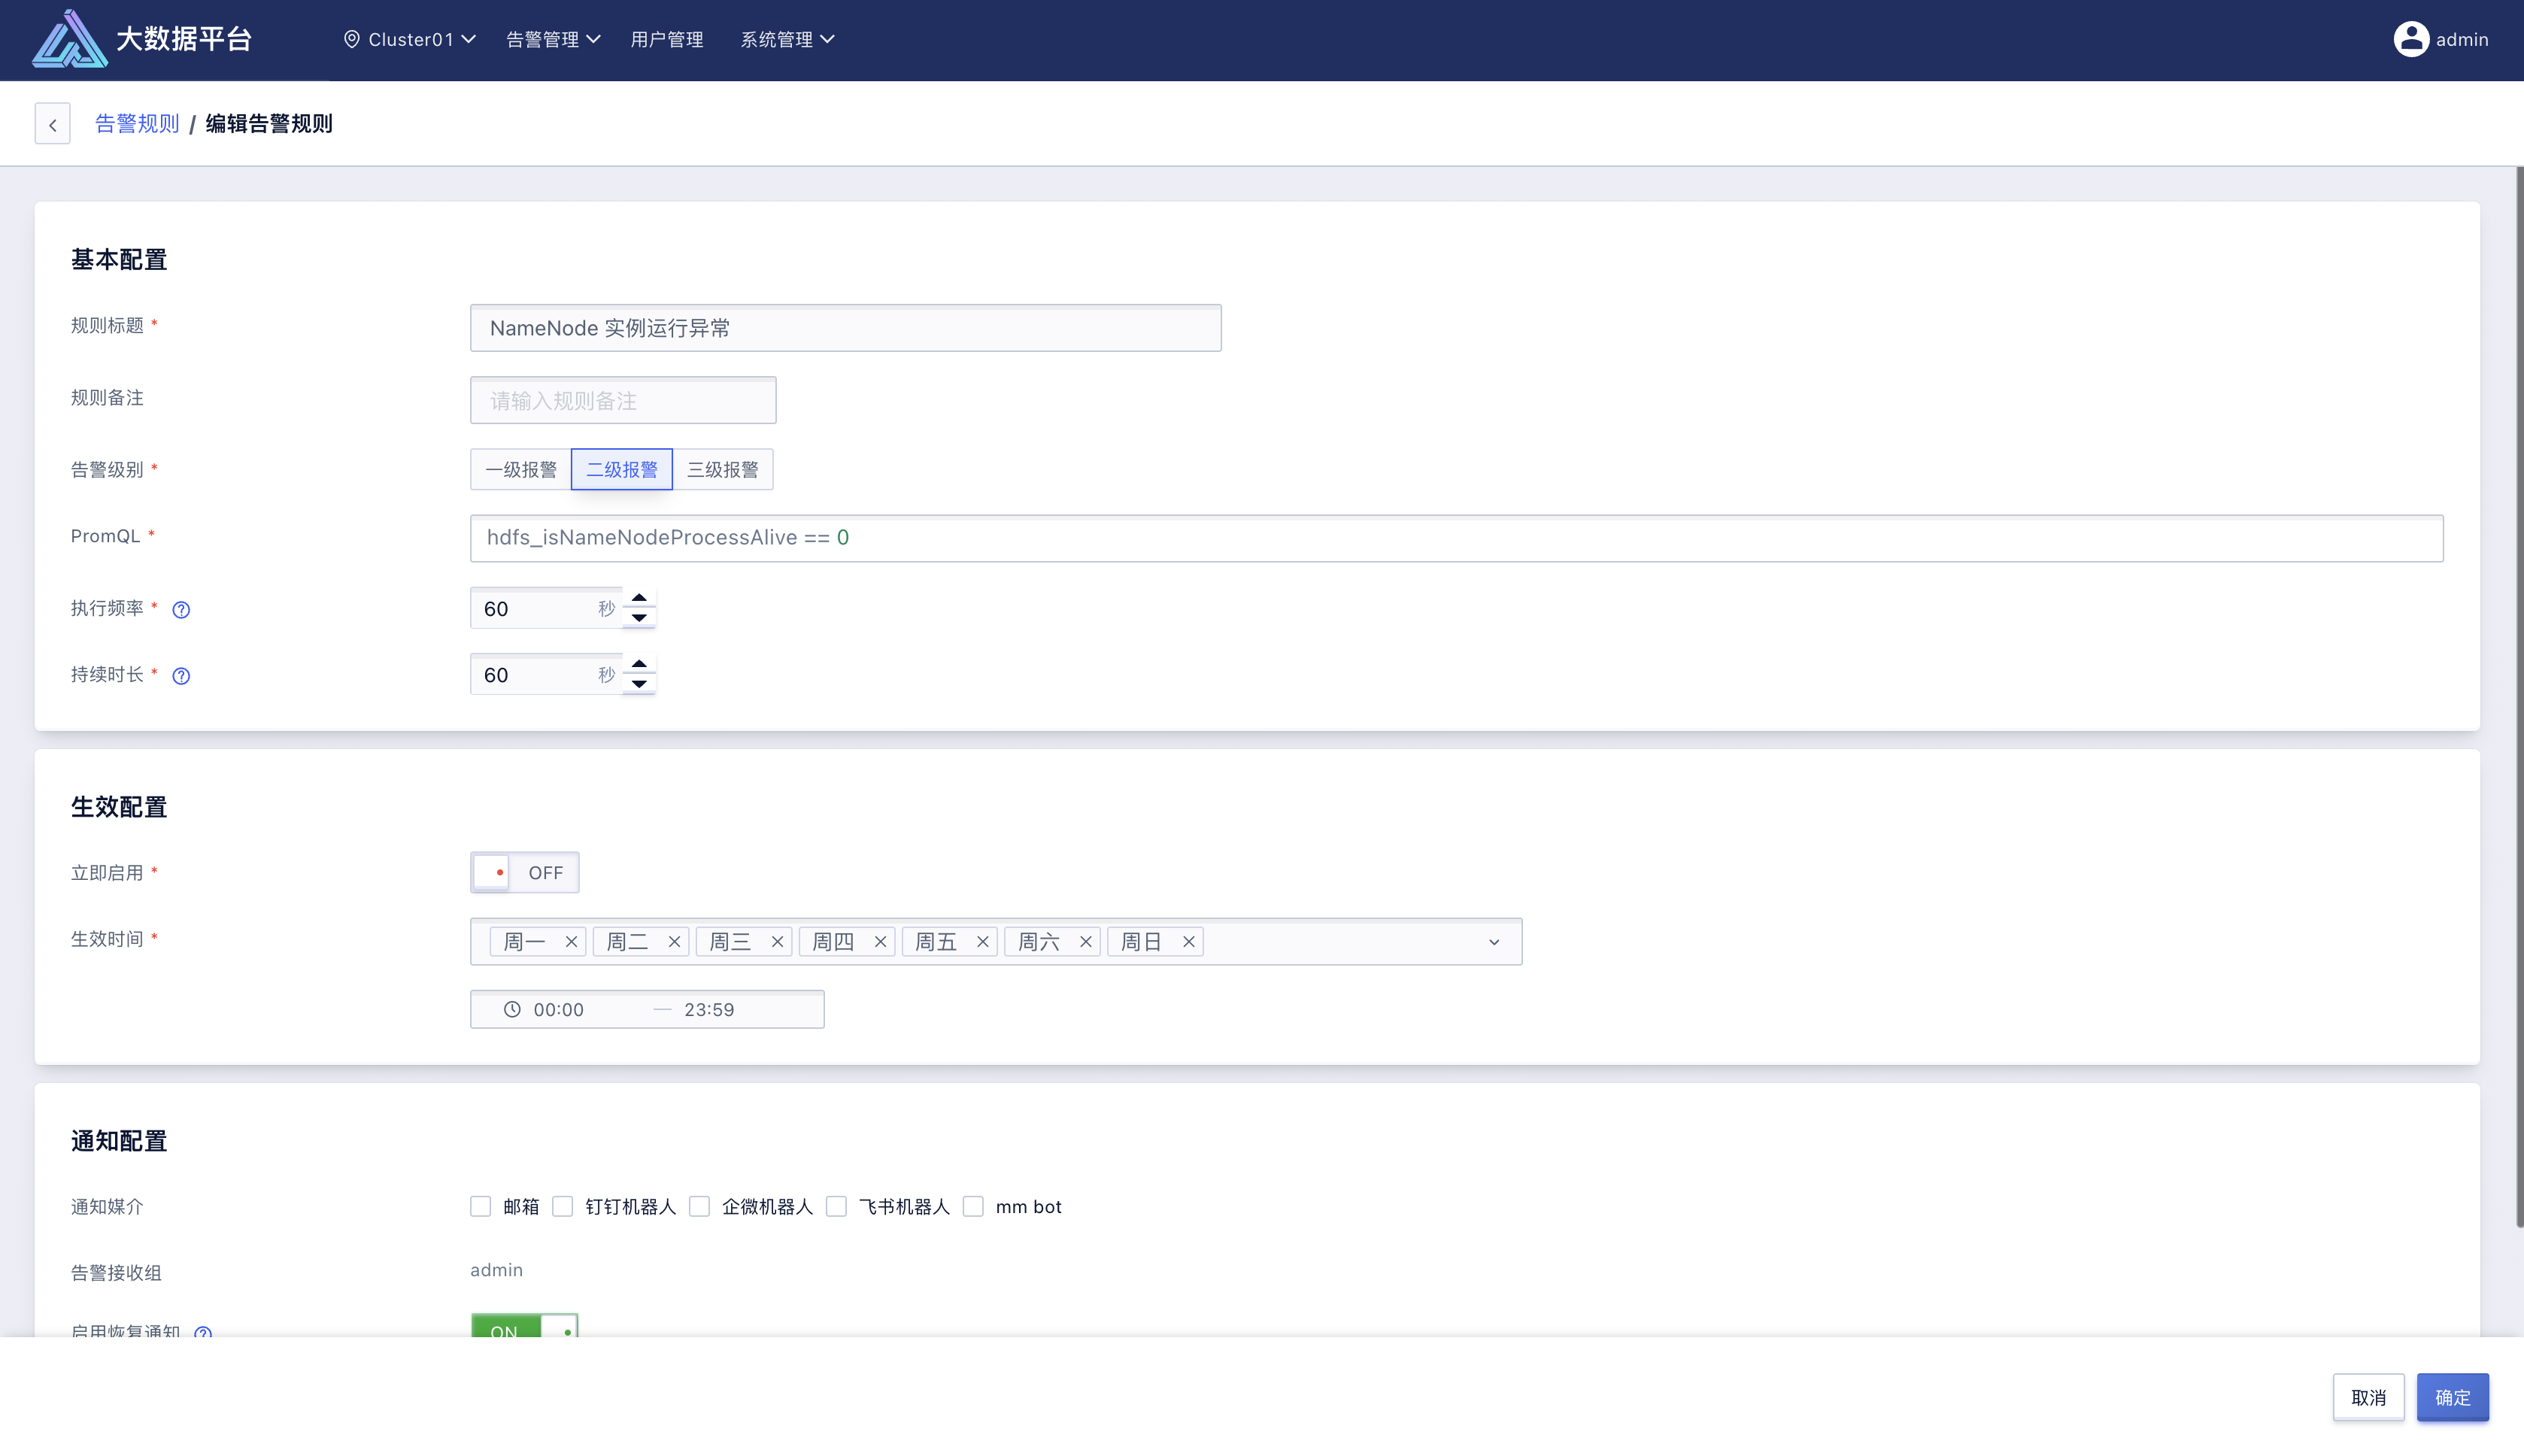 大数据平台 Cluster01 告警管理 用户管理 系统管理 admin
告警规则 / 编辑告警规则
基本配置
规则标题 * NameNode 实例运行异常
规则备注 请输入规则备注
告警级别 * 一级报警 二级报警 三级报警
PromQL * hdfs_isNameNodeProcessAlive == 0
执行频率 * 60 秒
持续时长 * 60 秒
生效配置
立即启用 * OFF
生效时间 * 周一 周二 周三 周四 周五 周六 周日
00:00 — 23:59
通知配置
通知媒介 邮箱 钉钉机器人 企微机器人 飞书机器人 mm bot
告警接收组 admin
启用恢复通知 ON
取消 确定